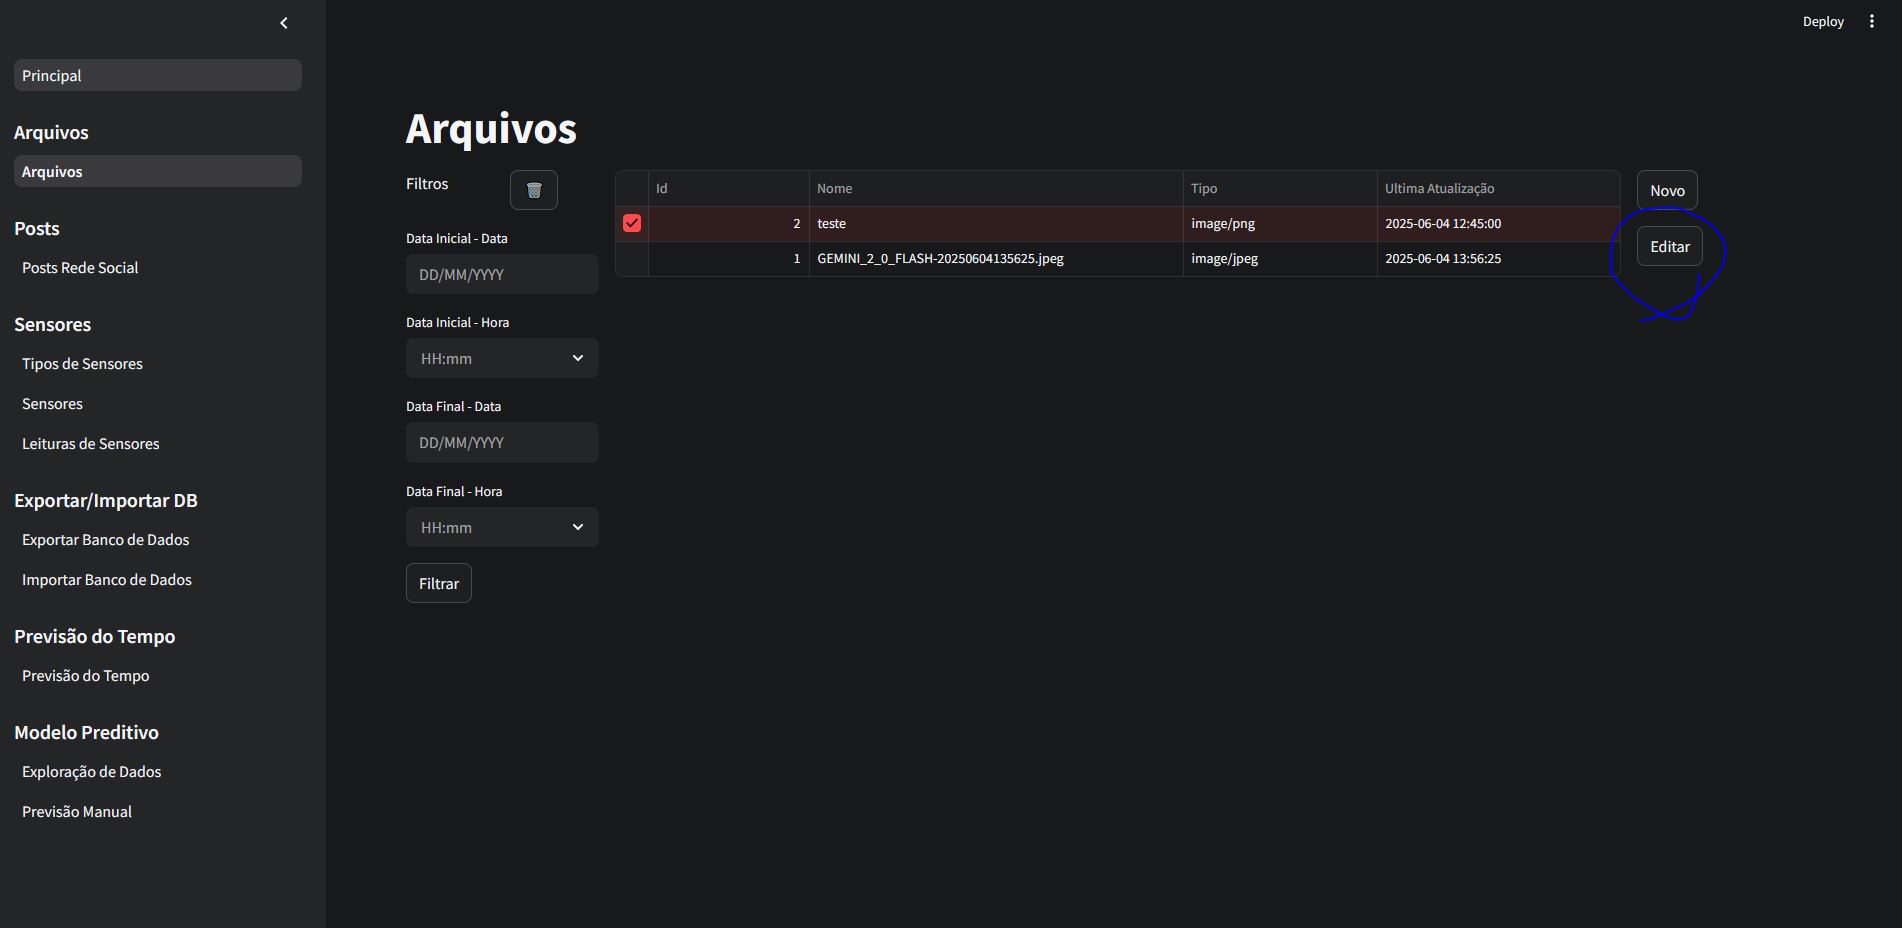 Deploy
Principal
Arquivos
Arquivos
Posts
Posts Rede Social
Sensores
Tipos de Sensores
Sensores
Leituras de Sensores
Exportar/Importar DB
Exportar Banco de Dados
Importar Banco de Dados
Previsão do Tempo
Previsão do Tempo
Modelo Preditivo
Exploração de Dados
Previsão Manual
Arquivos
Filtros
Data Inicial - Data
DD/MM/YYYY
Data Inicial - Hora
HH:mm
Data Final - Data
DD/MM/YYYY
Data Final - Hora
HH:mm
Filtrar
Id Nome Tipo Ultima Atualização
2 teste image/png 2025-06-04 12:45:00
1 GEMINI_2_0_FLASH-20250604135625.jpeg image/jpeg 2025-06-04 13:56:25
Novo
Editar